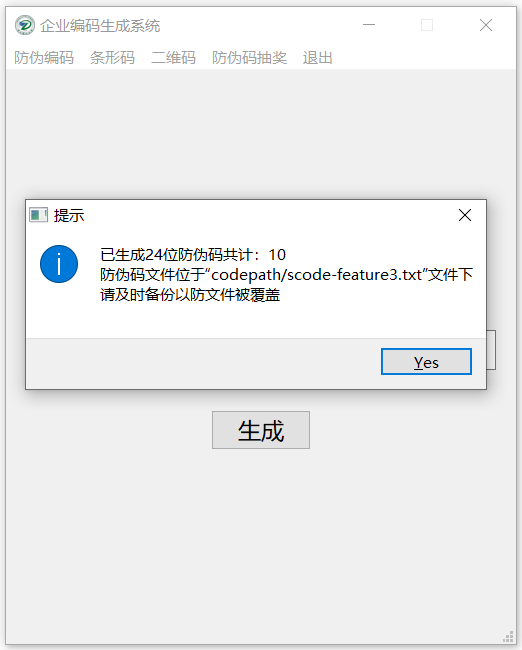 企业编码生成系统
防伪编码 条形码 二维码 防伪码抽奖 退出
提示
已生成24位防伪码共计：10
防伪码文件位于“codepath/scode-feature3.txt”文件下
请及时备份以防文件被覆盖
Yes
生成